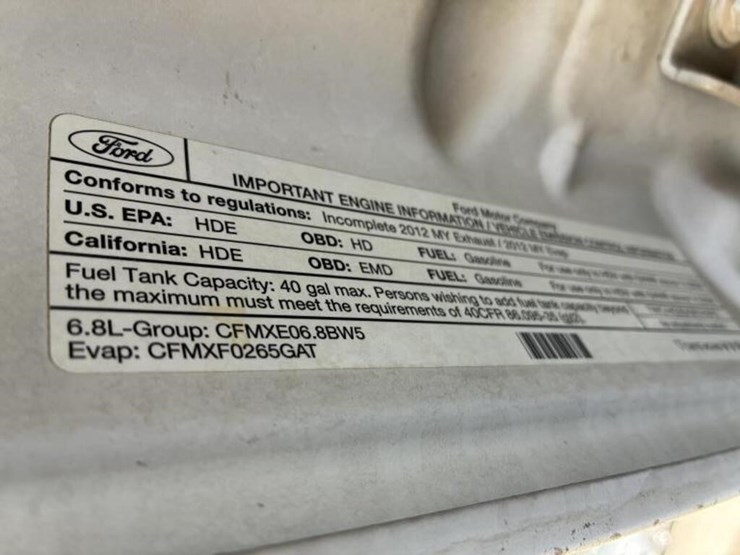 Ford
Ford Motor Company
IMPORTANT ENGINE INFORMATION / VEHICLE EMISSION CONTROL INFORMATION
Conforms to regulations: Incomplete 2012 MY Exhaust / 2012 MY Evap
U.S. EPA: HDE OBD: HD FUEL: Gasoline
California: HDE OBD: EMD FUEL: Gasoline
Fuel Tank Capacity: 40 gal max. Persons wishing to add fuel tank capacity beyond
the maximum must meet the requirements of 40CFR 86.095-35
6.8L-Group: CFMXE06.8BW5
Evap: CFMXF0265GAT